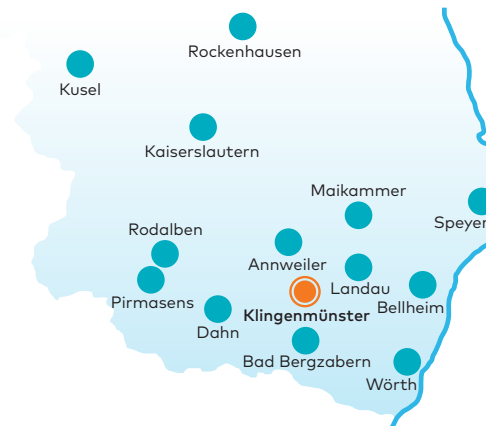 Rockenhausen
Kusel
Kaiserslautern
Maikammer
Speyer
Rodalben
Annweiler
Landau
Pirmasens
Bellheim
Klingenmünster
Dahn
Bad Bergzabern
Wörth